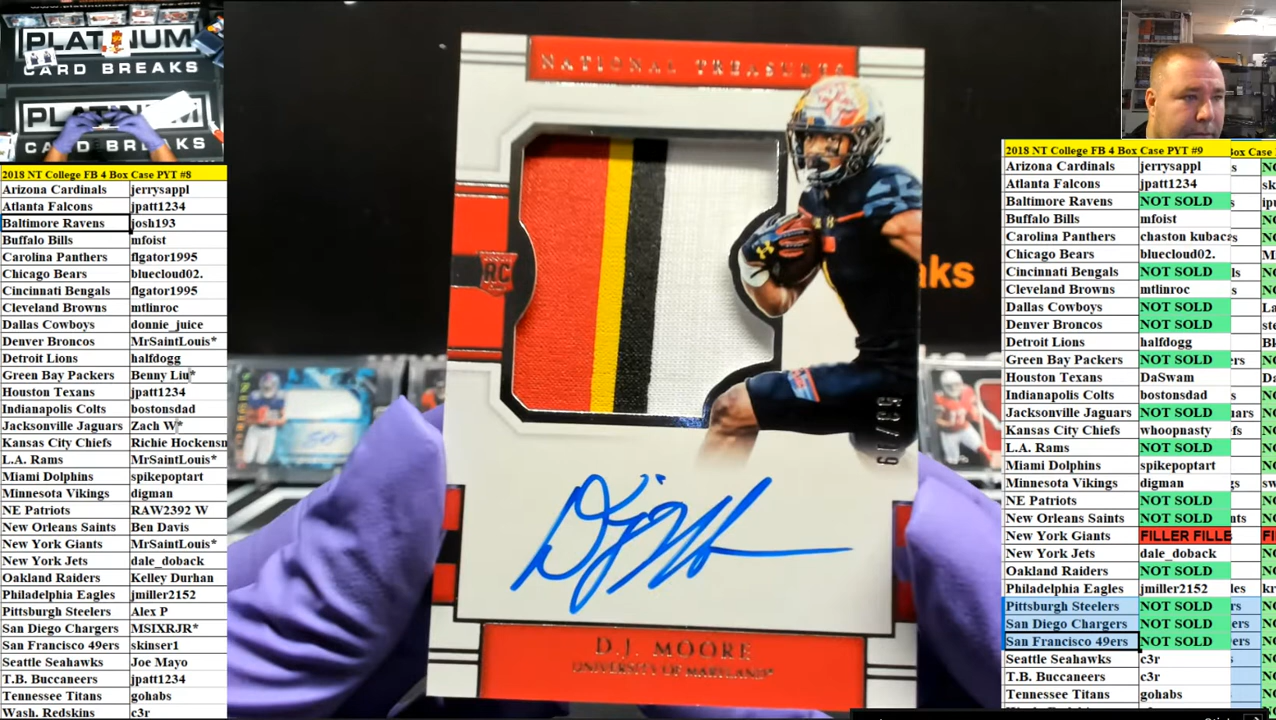 PLATINUM
CARD BREAKS
PLATINUM
CARD BREAKS
2018 NT College FB 4 Box Case PYT #8
Arizona Cardinals jerrysappl
Atlanta Falcons jpatt1234
Baltimore Ravens josh193
Buffalo Bills mfoist
Carolina Panthers flgator1995
Chicago Bears bluecloud02.
Cincinnati Bengals flgator1995
Cleveland Browns mtlinroc
Dallas Cowboys donnie_juice
Denver Broncos MrSaintLouis*
Detroit Lions halfdogg
Green Bay Packers Benny Liu*
Houston Texans jpatt1234
Indianapolis Colts bostonsdad
Jacksonville Jaguars Zach W*
Kansas City Chiefs Richie Hockensm
L.A. Rams MrSaintLouis*
Miami Dolphins spikepoptart
Minnesota Vikings digman
NE Patriots RAW2392 W
New Orleans Saints Ben Davis
New York Giants MrSaintLouis*
New York Jets dale_doback
Oakland Raiders Kelley Durhan
Philadelphia Eagles jmiller2152
Pittsburgh Steelers Alex P
San Diego Chargers MSIXRJR*
San Francisco 49ers skinser1
Seattle Seahawks Joe Mayo
T.B. Buccaneers jpatt1234
Tennessee Titans gohabs
Wash. Redskins c3r
NATIONAL TREASURES
RC
D.J. MOORE
UNIVERSITY OF MARYLAND
2018 NT College FB 4 Box Case PYT #9
Arizona Cardinals jerrysappl
Atlanta Falcons jpatt1234
Baltimore Ravens NOT SOLD
Buffalo Bills mfoist
Carolina Panthers chaston kubacs
Chicago Bears bluecloud02.
Cincinnati Bengals NOT SOLD
Cleveland Browns mtlinroc
Dallas Cowboys NOT SOLD
Denver Broncos NOT SOLD
Detroit Lions halfdogg
Green Bay Packers NOT SOLD
Houston Texans DaSwam
Indianapolis Colts bostonsdad
Jacksonville Jaguars NOT SOLD
Kansas City Chiefs whoopnasty
L.A. Rams NOT SOLD
Miami Dolphins spikepoptart
Minnesota Vikings digman
NE Patriots NOT SOLD
New Orleans Saints NOT SOLD
New York Giants FILLER FILLE
New York Jets dale_doback
Oakland Raiders NOT SOLD
Philadelphia Eagles jmiller2152
Pittsburgh Steelers NOT SOLD
San Diego Chargers NOT SOLD
San Francisco 49ers NOT SOLD
Seattle Seahawks c3r
T.B. Buccaneers c3r
Tennessee Titans gohabs